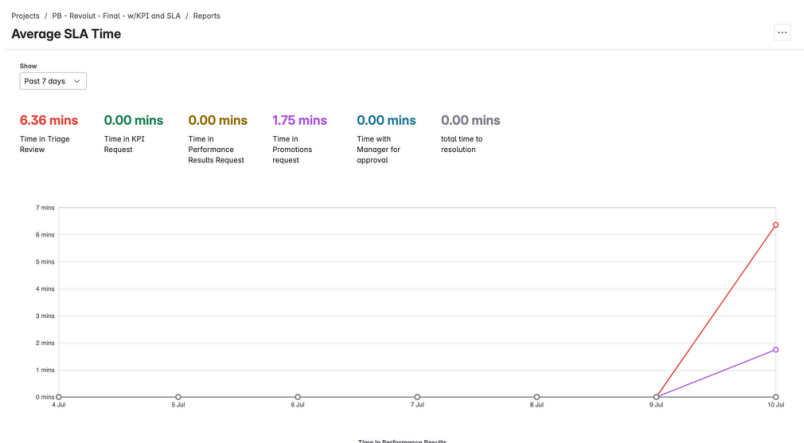 Projects / PB - Revolut - Final - w/KPI and SLA / Reports
Average SLA Time
Show
Past 7 days
6.36 mins
Time in Triage
Review
0.00 mins
Time in KPI
Request
0.00 mins
Time in
Performance
Results Request
1.75 mins
Time in
Promotions
request
0.00 mins
Time with
Manager for
approval
0.00 mins
total time to
resolution
7 mins
6 mins
5 mins
4 mins
3 mins
2 mins
1 mins
0 mins
4 Jul 5 Jul 6 Jul 7 Jul 8 Jul 9 Jul 10 Jul
Time in Performance Results